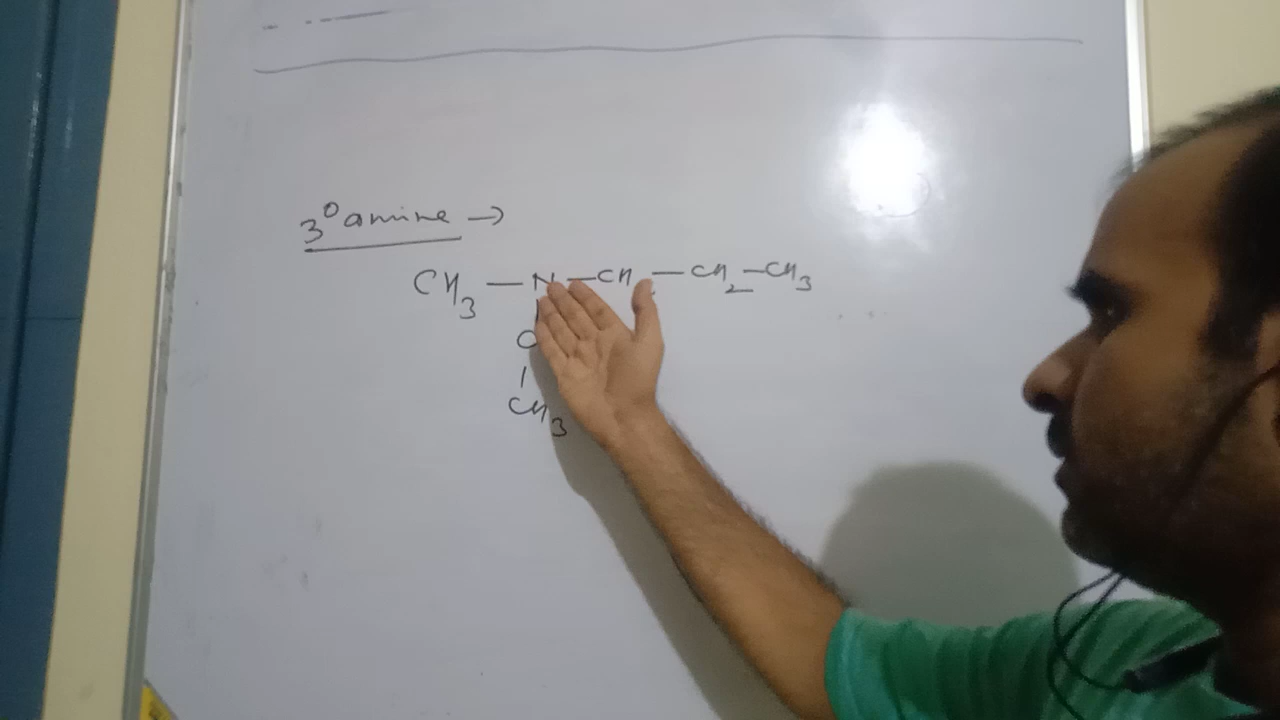 3° amine →
CH3 — N — CH — CH2 — CH3
|
C
|
CH3